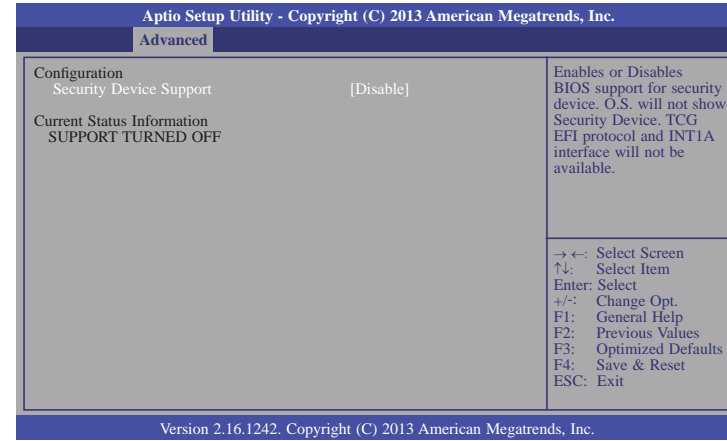 Aptio Setup Utility - Copyright (C) 2013 American Megatrends, Inc.
Advanced
Configuration
Security Device Support [Disable]
Current Status Information
SUPPORT TURNED OFF
Enables or Disables
BIOS support for security
device. O.S. will not show
Security Device. TCG
EFI protocol and INT1A
interface will not be
available.
→ ←: Select Screen
↑↓: Select Item
Enter: Select
+/-: Change Opt.
F1: General Help
F2: Previous Values
F3: Optimized Defaults
F4: Save & Reset
ESC: Exit
Version 2.16.1242. Copyright (C) 2013 American Megatrends, Inc.